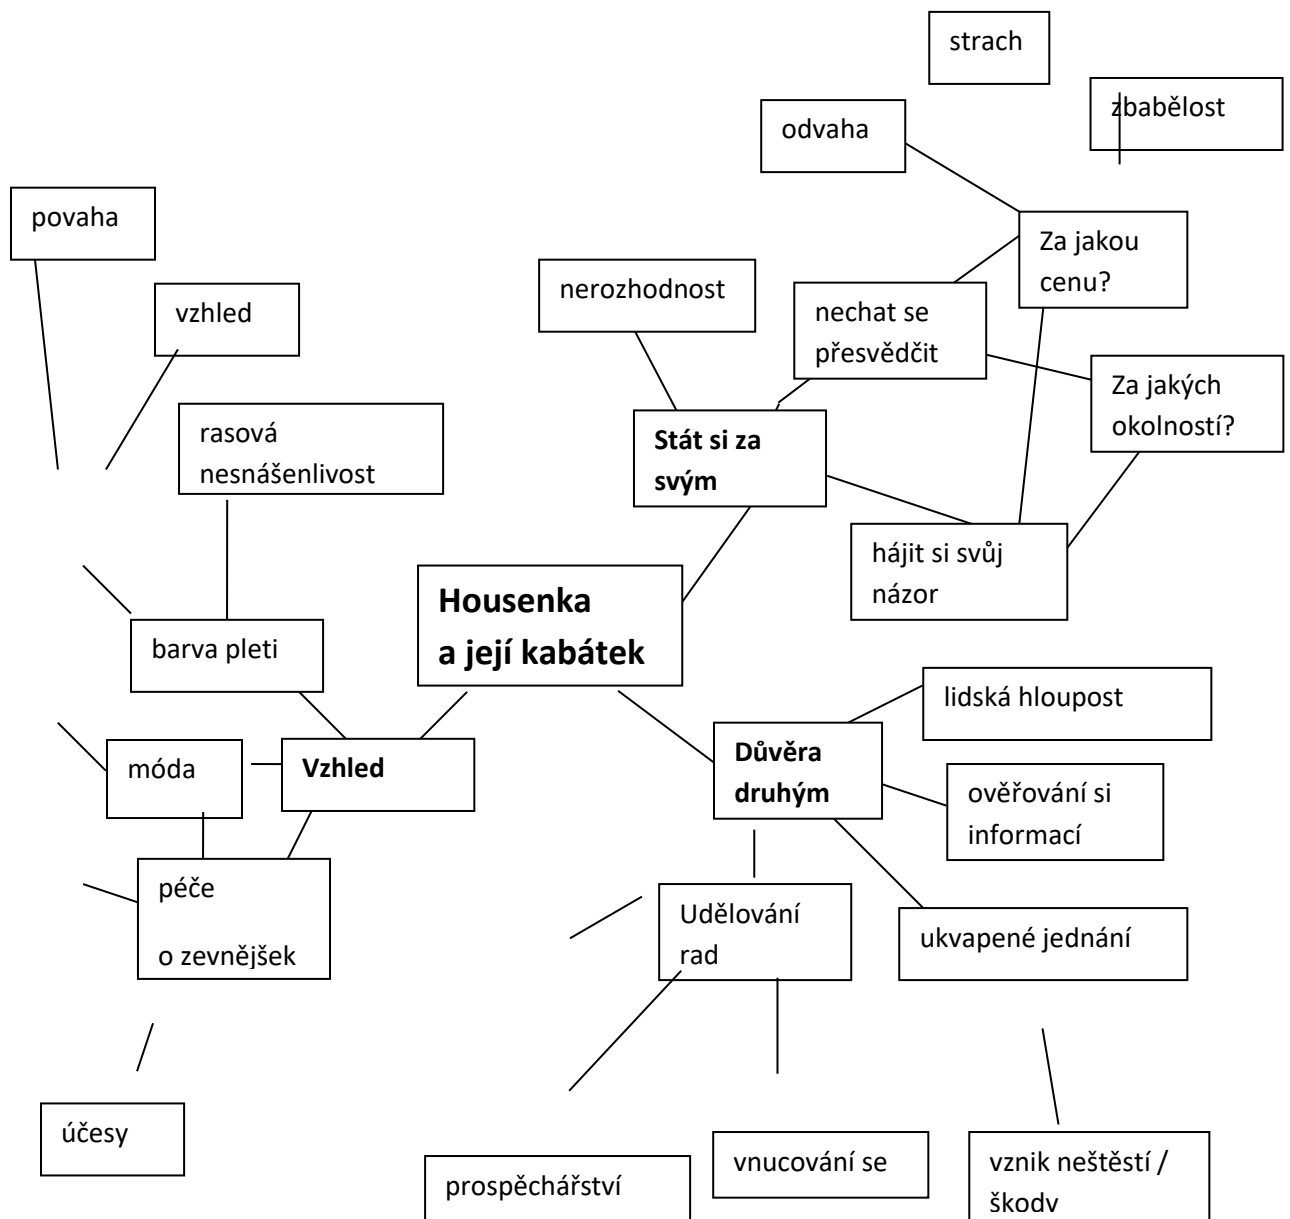 strach
zbabělost
odvaha
povaha
Za jakou
cenu?
nerozhodnost
nechat se
přesvědčit
vzhled
Za jakých
okolností?
rasová
nesnášenlivost
Stát si za
svým
hájit si svůj
názor
Housenka
a její kabátek
barva pleti
lidská hloupost
móda
Vzhled
Důvěra
druhým
ověřování si
informací
péče
o zevnějšek
Udělování
rad
ukvapené jednání
účesy
vnucování se
vznik neštěstí /
škody
prospěchářství